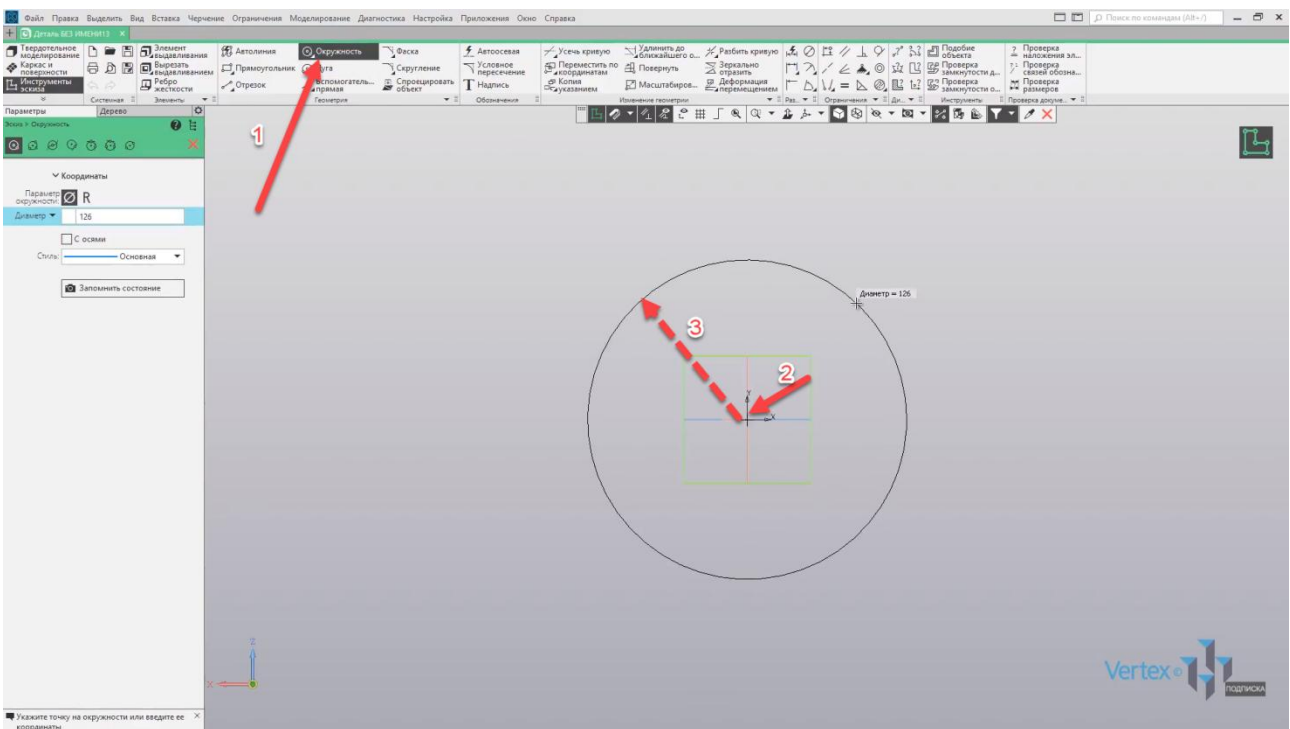 Файл Правка Выделить Вид Вставка Черчение Ограничения Моделирование Диагностика Настройка Приложения Окно Справка
Поиск по командам (Alt+/)
Деталь БЕЗ ИМЕНИ13
Твердотельное моделирование
Каркас и поверхности
Инструменты эскиза
Системная
Элемент выдавливания
Вырезать выдавливанием
Ребро жесткости
Элементы
Автолиния
Прямоугольник
Отрезок
Окружность
Дуга
Вспомогатель... прямая
Фаска
Скругление
Спроецировать объект
Геометрия
Автоосевая
Условное пересечение
Надпись
Обозначения
Усечь кривую
Переместить по координатам
Копия указанием
Удлинить до ближайшего о...
Повернуть
Масштабиров...
Разбить кривую
Зеркально отразить
Деформация перемещением
Изменение геометрии
Раз...
Ограничения
Ди...
Подобие объекта
Проверка замкнутости д...
Проверка замкнутости о...
Инструменты
Проверка наложения эл...
Проверка связей обозна...
Проверка размеров
Проверка докуме...
Параметры
Дерево
Эскиз > Окружность
Координаты
Параметр окружности:
R
Диаметр
126
С осями
Стиль:
Основная
Запомнить состояние
1
Диаметр = 126
3
2
Y
X
Z
X
Vertex©
ПОДПИСКА
Укажите точку на окружности или введите ее координаты